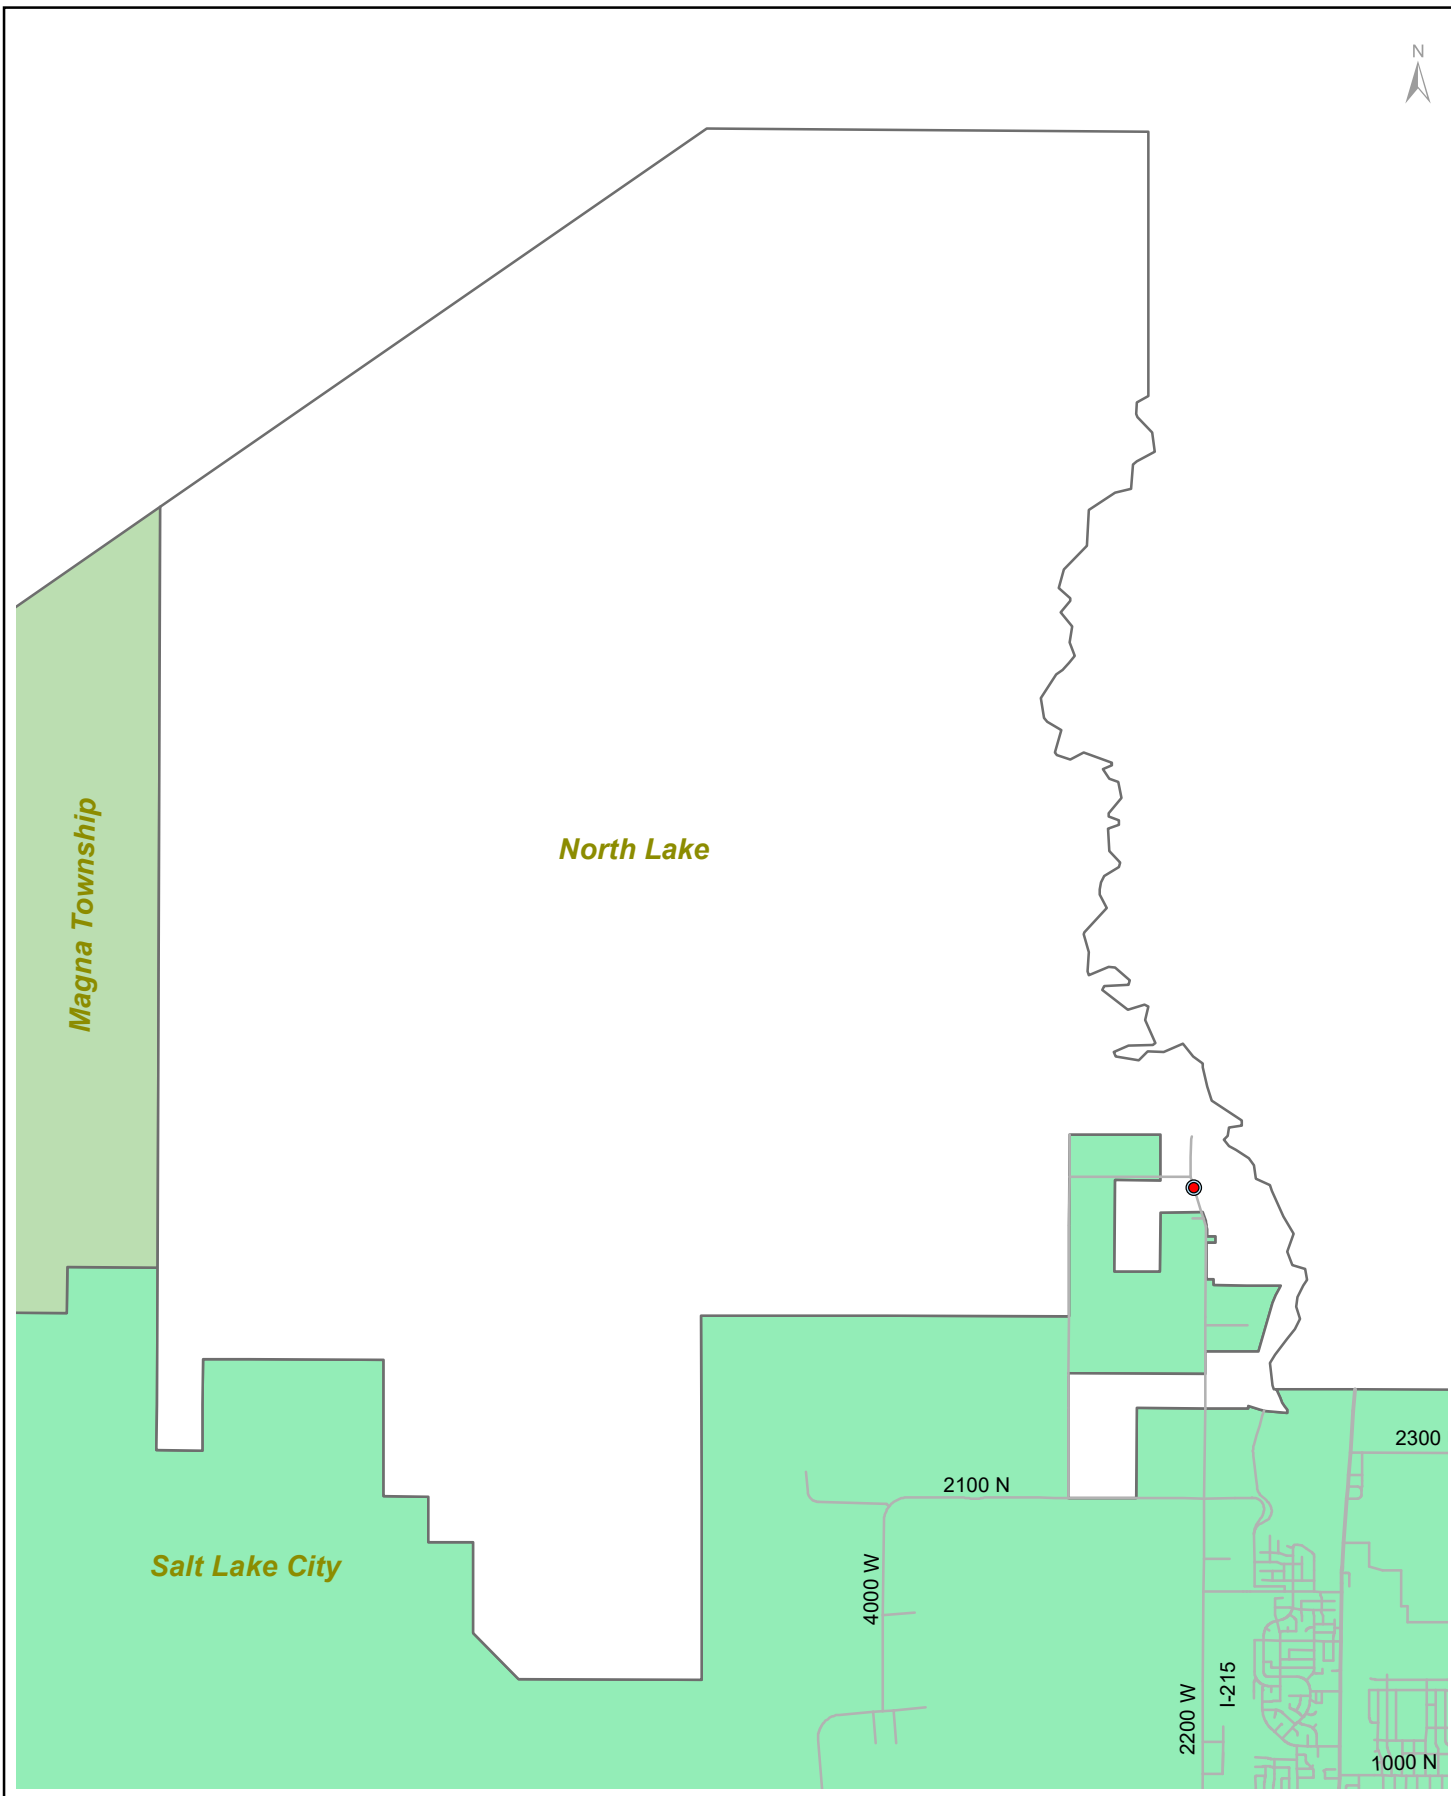 N
Magna Township
North Lake
2300
2100 N
Salt Lake City
4000 W
I-215
2200 W
1000 N